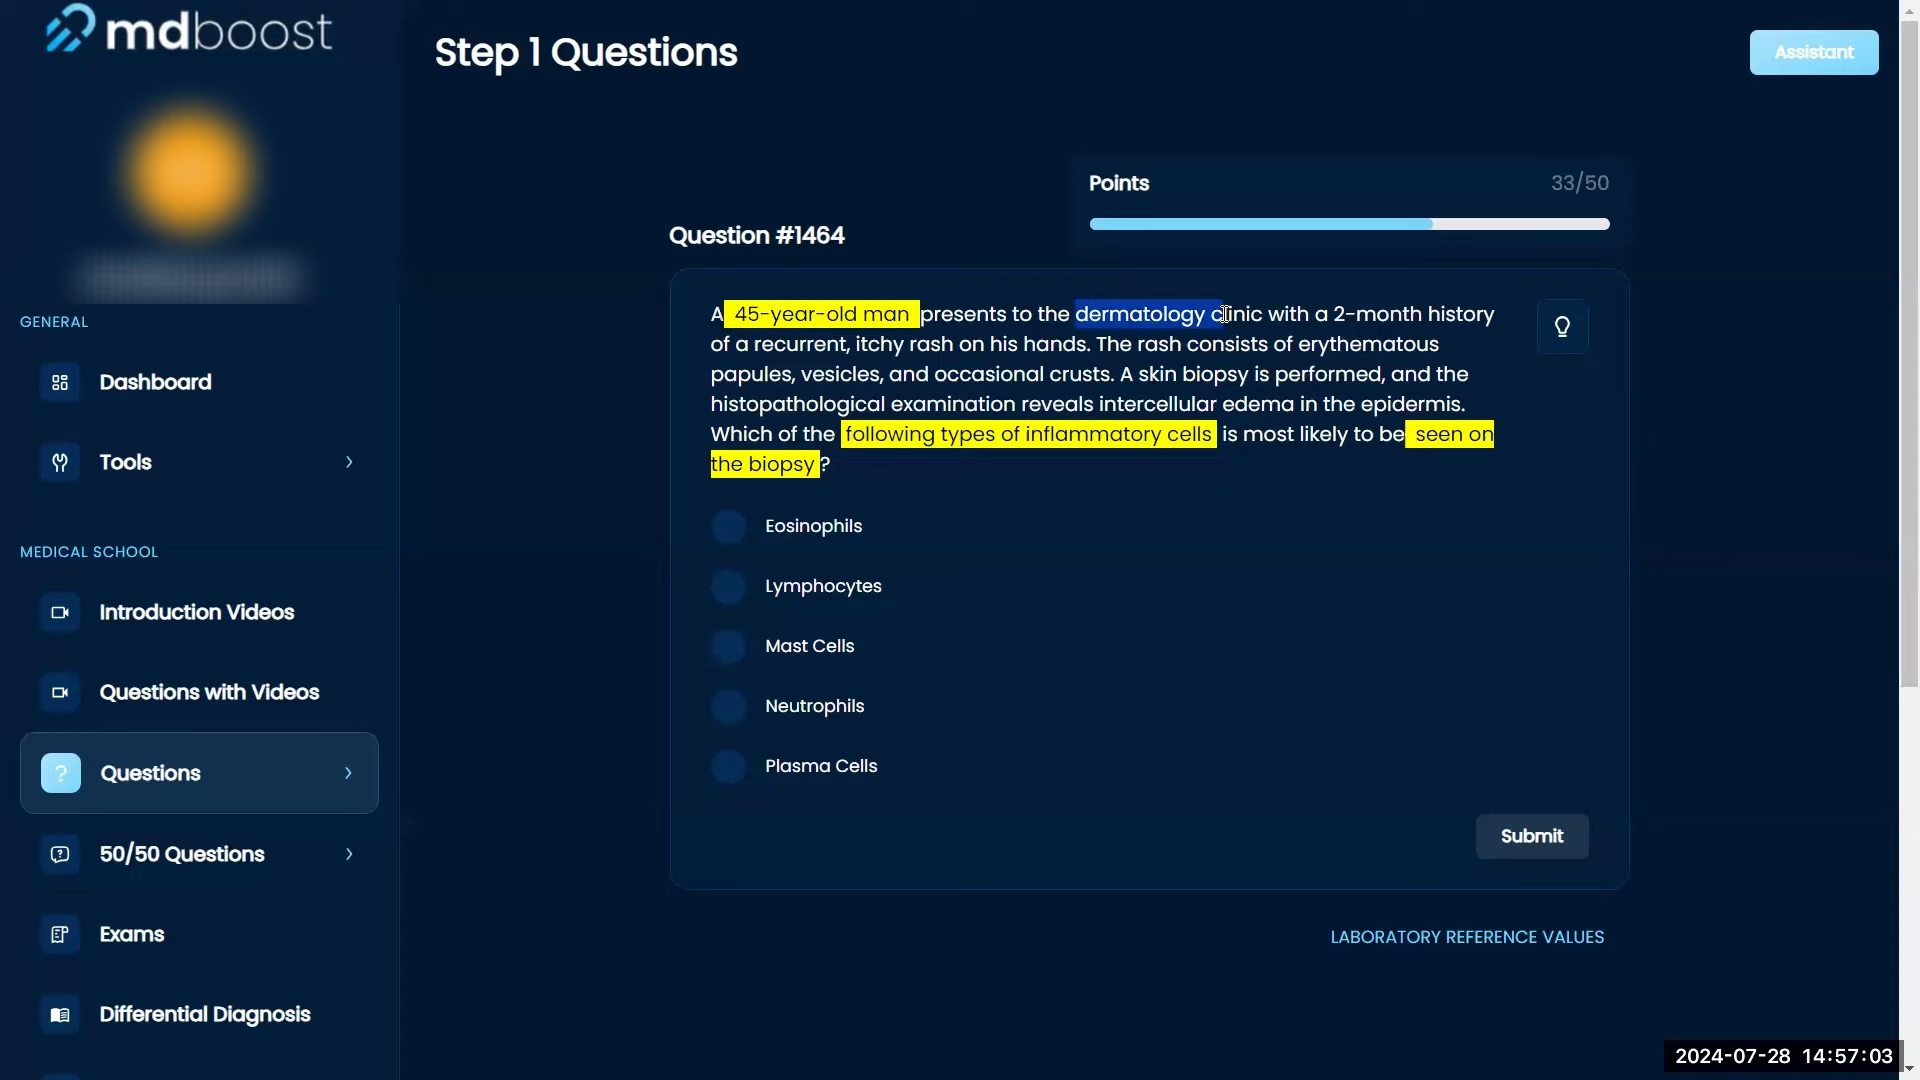 mdboost
Step 1 Questions
Assistant
Points
33/50
Question #1464
A 45-year-old man presents to the dermatology clinic with a 2-month history
of a recurrent, itchy rash on his hands. The rash consists of erythematous
papules, vesicles, and occasional crusts. A skin biopsy is performed, and the
histopathological examination reveals intercellular edema in the epidermis.
Which of the following types of inflammatory cells is most likely to be seen on
the biopsy ?
Eosinophils
Lymphocytes
Mast Cells
Neutrophils
Plasma Cells
Submit
LABORATORY REFERENCE VALUES
GENERAL
Dashboard
Tools
MEDICAL SCHOOL
Introduction Videos
Questions with Videos
? Questions
50/50 Questions
Exams
Differential Diagnosis
2024-07-28 14:57:03